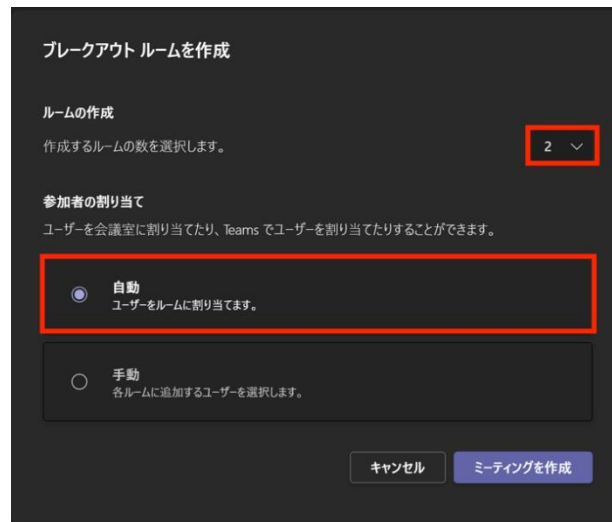 ブレークアウト ルームを作成
ルームの作成
作成するルームの数を選択します。
2
参加者の割り当て
ユーザーを会議室に割り当てたり、Teams でユーザーを割り当てたりすることができます。
自動
ユーザーをルームに割り当てます。
手動
各ルームに追加するユーザーを選択します。
キャンセル
ミーティングを作成